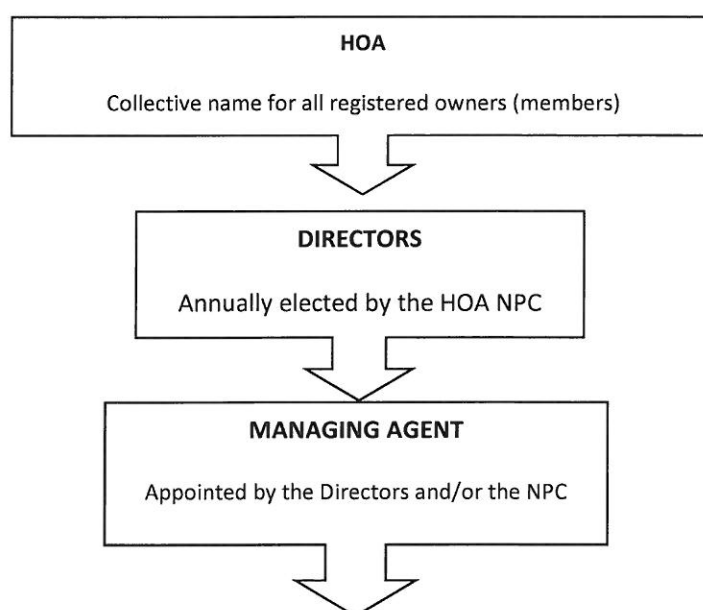 HOA
Collective name for all registered owners (members)
DIRECTORS
Annually elected by the HOA NPC
MANAGING AGENT
Appointed by the Directors and/or the NPC